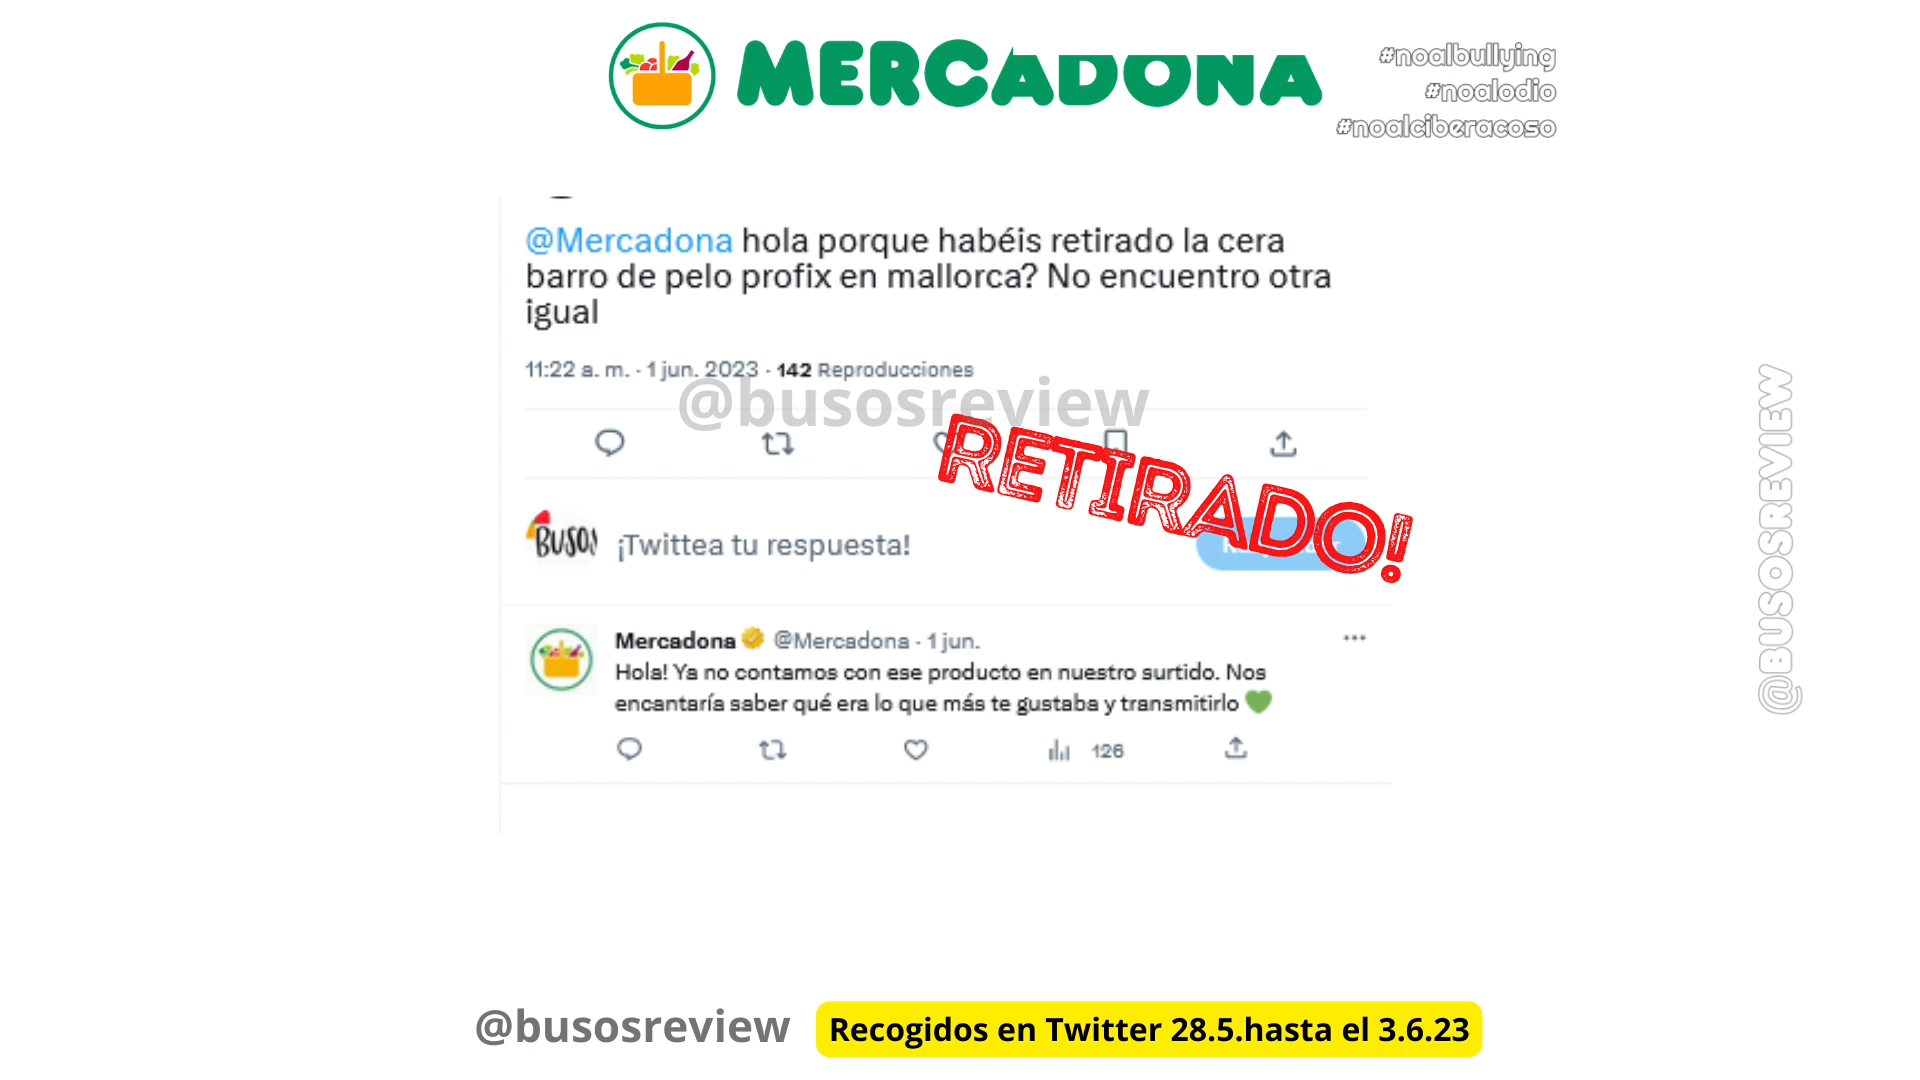 MERCADONA
#noalbullying
#noalodio
#noalciberacoso
@Mercadona hola porque habéis retirado la cera
barro de pelo profix en mallorca? No encuentro otra
igual
11:22 a. m. · 1 jun. 2023 · 142 Reproducciones
@busosreview
RETIRADO!
BUSO!
¡Twittea tu respuesta!
Mercadona @Mercadona · 1 jun.
Hola! Ya no contamos con ese producto en nuestro surtido. Nos
encantaría saber qué era lo que más te gustaba y transmitirlo
126
@BUSOSREVIEW
@busosreview
Recogidos en Twitter 28.5.hasta el 3.6.23